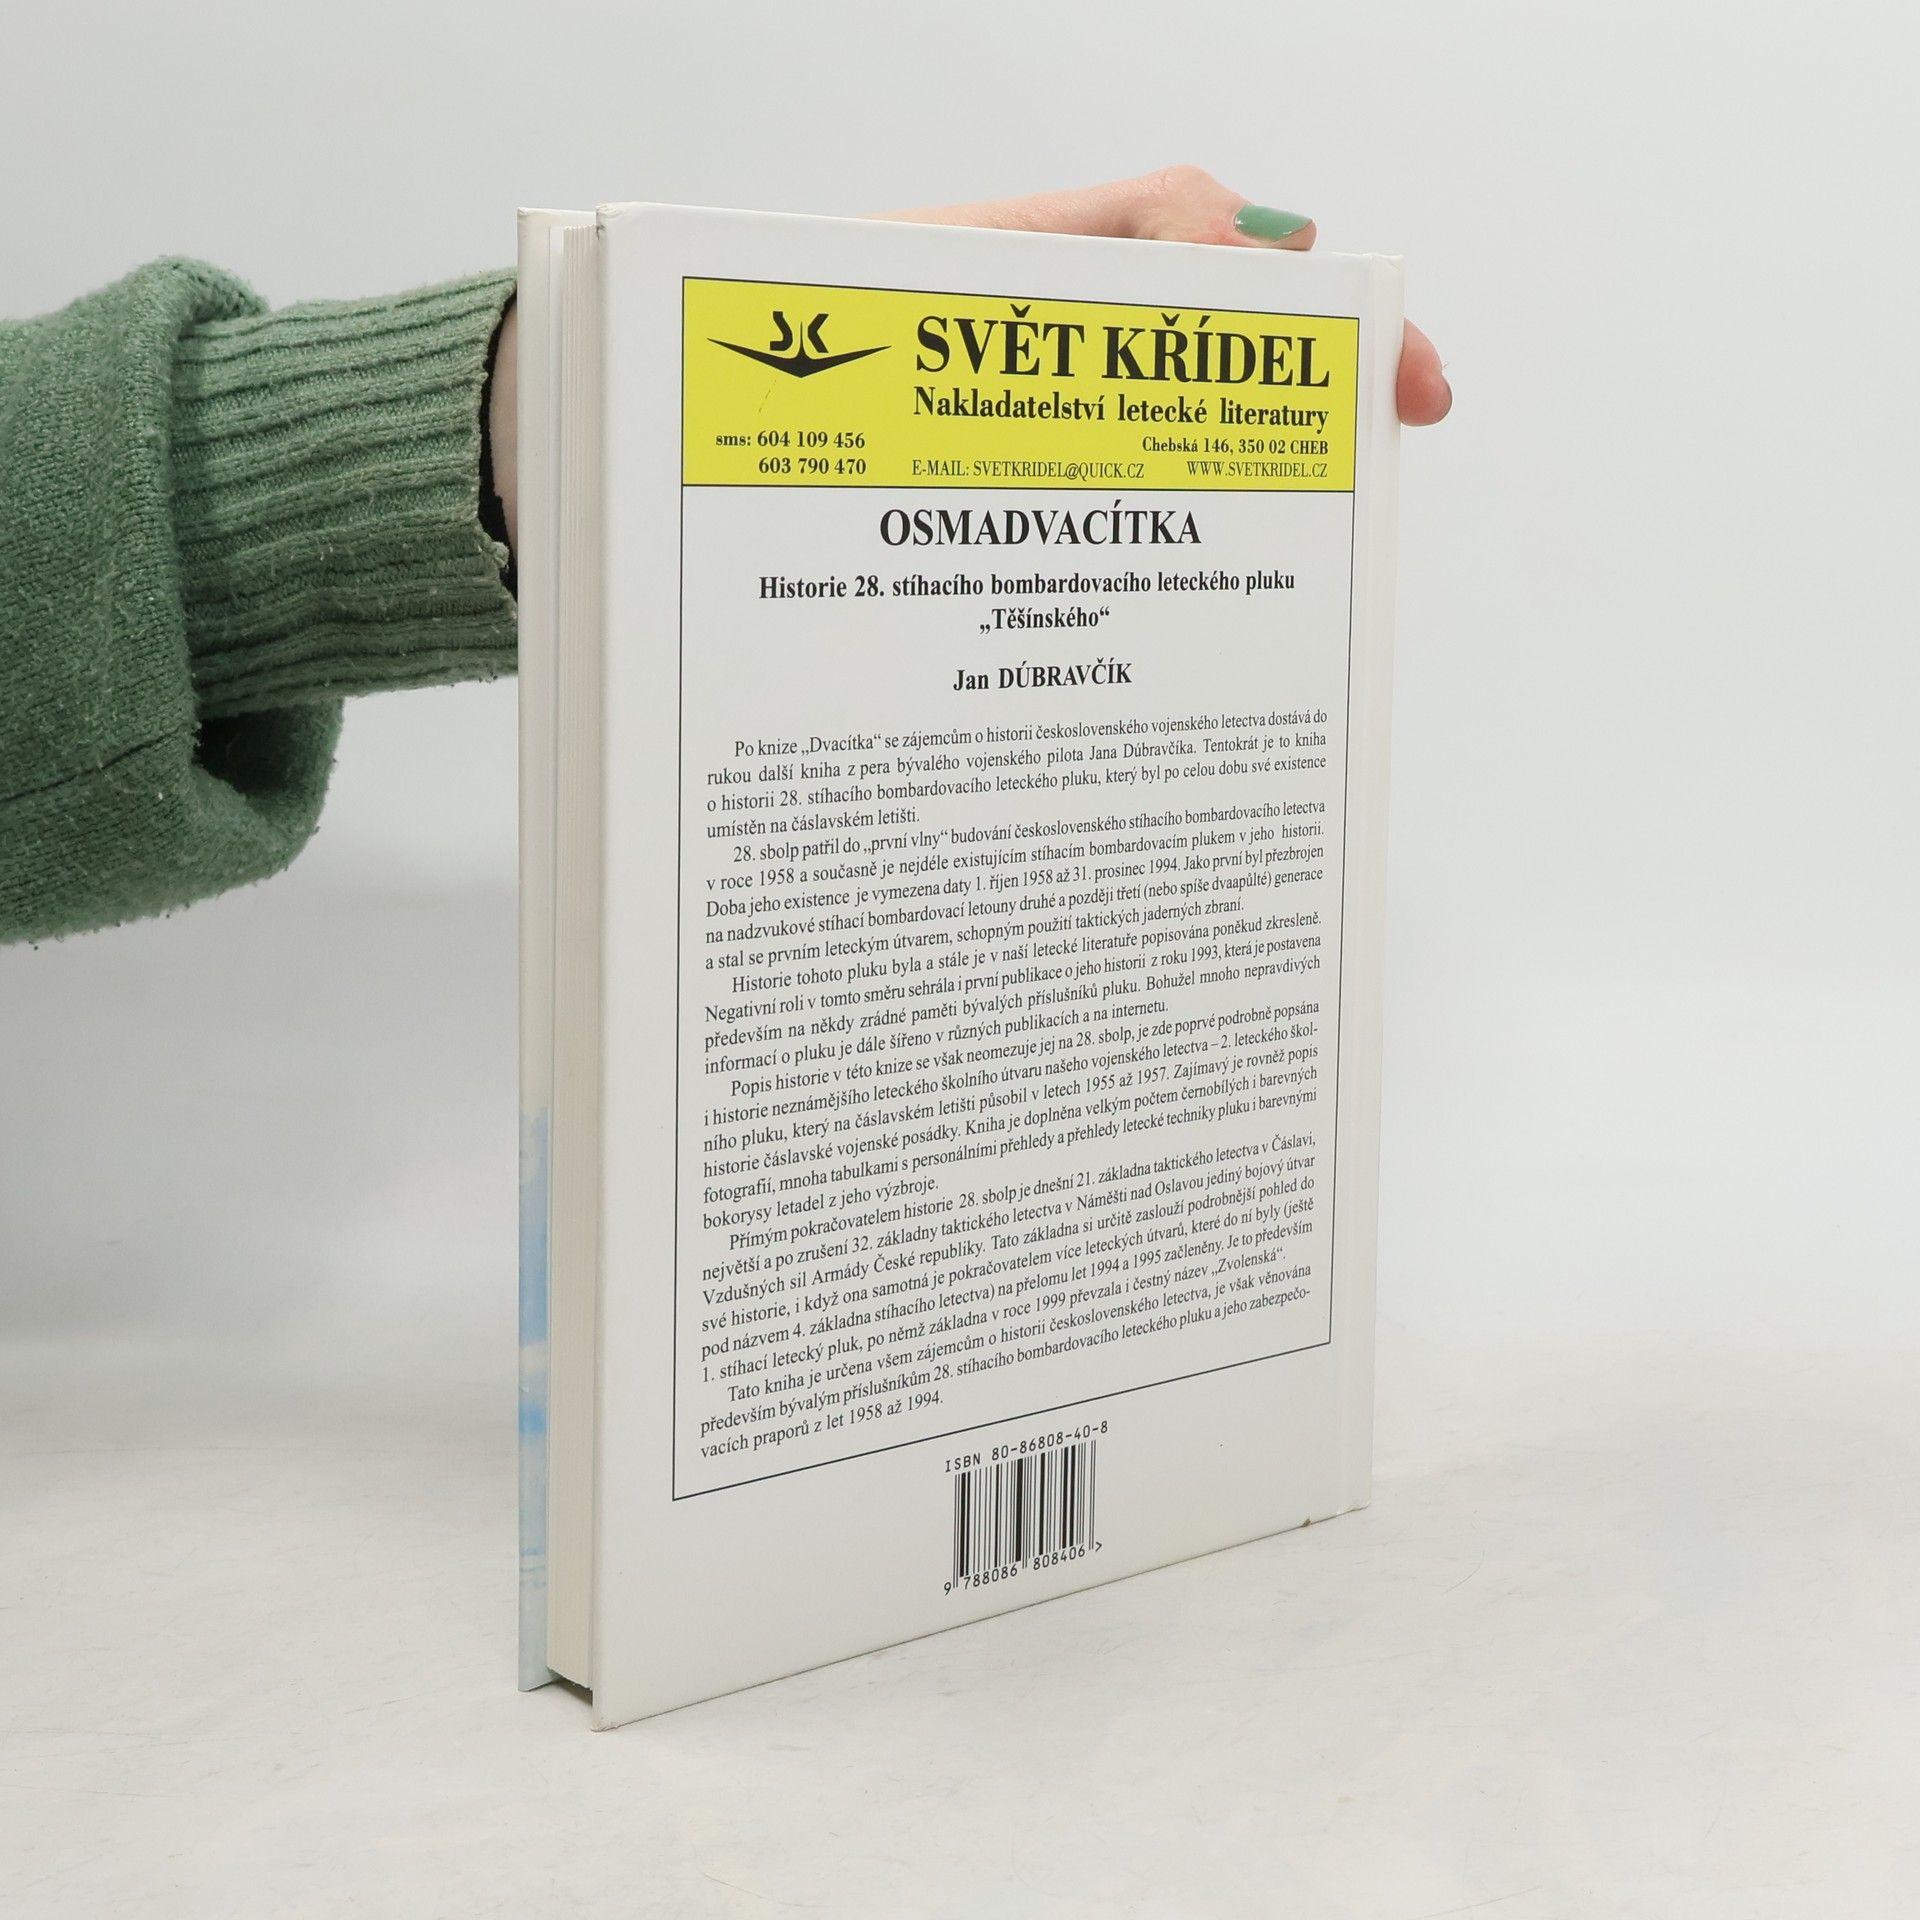 SK
SVĚT KŘÍDEL
Nakladatelství letecké literatury
sms: 604 109 456
603 790 470
Chebská 146, 350 02 CHEB
E-MAIL: SVETKRIDEL@QUICK.CZ WWW.SVETKRIDEL.CZ
OSMADVACÍTKA
Historie 28. stíhacího bombardovacího leteckého pluku
„Těšínského“
Jan DÚBRAVČÍK
Po knize „Dvacítka“ se zájemcům o historii československého vojenského letectva dostává do
rukou další kniha z pera bývalého vojenského pilota Jana Dúbravčíka. Tentokrát je to kniha
o historii 28. stíhacího bombardovacího leteckého pluku, který byl po celou dobu své existence
umístěn na čáslavském letišti.
28. sbolp patřil do „první vlny“ budování československého stíhacího bombardovacího letectva
v roce 1958 a současně je nejdéle existujícím stíhacím bombardovacím plukem v jeho historii.
Doba jeho existence je vymezena daty 1. říjen 1958 až 31. prosinec 1994. Jako první byl přezbrojen
na nadzvukové stíhací bombardovací letouny druhé a později třetí (nebo spíše dvaapůlté) generace
a stal se prvním leteckým útvarem, schopným použití taktických jaderných zbraní.
Historie tohoto pluku byla a stále je v naší letecké literatuře popisována poněkud zkresleně.
Negativní roli v tomto směru sehrála i první publikace o jeho historii z roku 1993, která je postavena
především na někdy zrádné paměti bývalých příslušníků pluku. Bohužel mnoho nepravdivých
informací o pluku je dále šířeno v různých publikacích a na internetu.
Popis historie v této knize se však neomezuje jej na 28. sbolp, je zde poprvé podrobně popsána
i historie neznámějšího leteckého školního útvaru našeho vojenského letectva – 2. leteckého škol-
ního pluku, který na čáslavském letišti působil v letech 1955 až 1957. Zajímavý je rovněž popis
historie čáslavské vojenské posádky. Kniha je doplněna velkým počtem černobílých i barevných
fotografií, mnoha tabulkami s personálními přehledy a přehledy letecké techniky pluku i barevnými
bokorysy letadel z jeho výzbroje.
Přímým pokračovatelem historie 28. sbolp je dnešní 21. základna taktického letectva v Čáslavi,
největší a po zrušení 32. základny taktického letectva v Náměšti nad Oslavou jediný bojový útvar
Vzdušných sil Armády České republiky. Tato základna si určitě zaslouží podrobnější pohled do
své historie, i když ona samotná je pokračovatelem více leteckých útvarů, které do ní byly (ještě
pod názvem 4. základna stíhacího letectva) na přelomu let 1994 a 1995 začleněny. Je to především
1. stíhací letecký pluk, po němž základna v roce 1999 převzala i čestný název „Zvolenská“.
Tato kniha je určena všem zájemcům o historii československého letectva, je však věnována
především bývalým příslušníkům 28. stíhacího bombardovacího leteckého pluku a jeho zabezpečo-
vacích praporů z let 1958 až 1994.
ISBN 80-86808-40-8
9 788086 808406 >